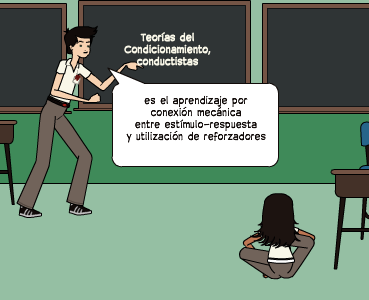 Teorías del
Condicionamiento,
conductistas
es el aprendizaje por
conexión mecánica
entre estímulo-respuesta
y utilización de reforzadores